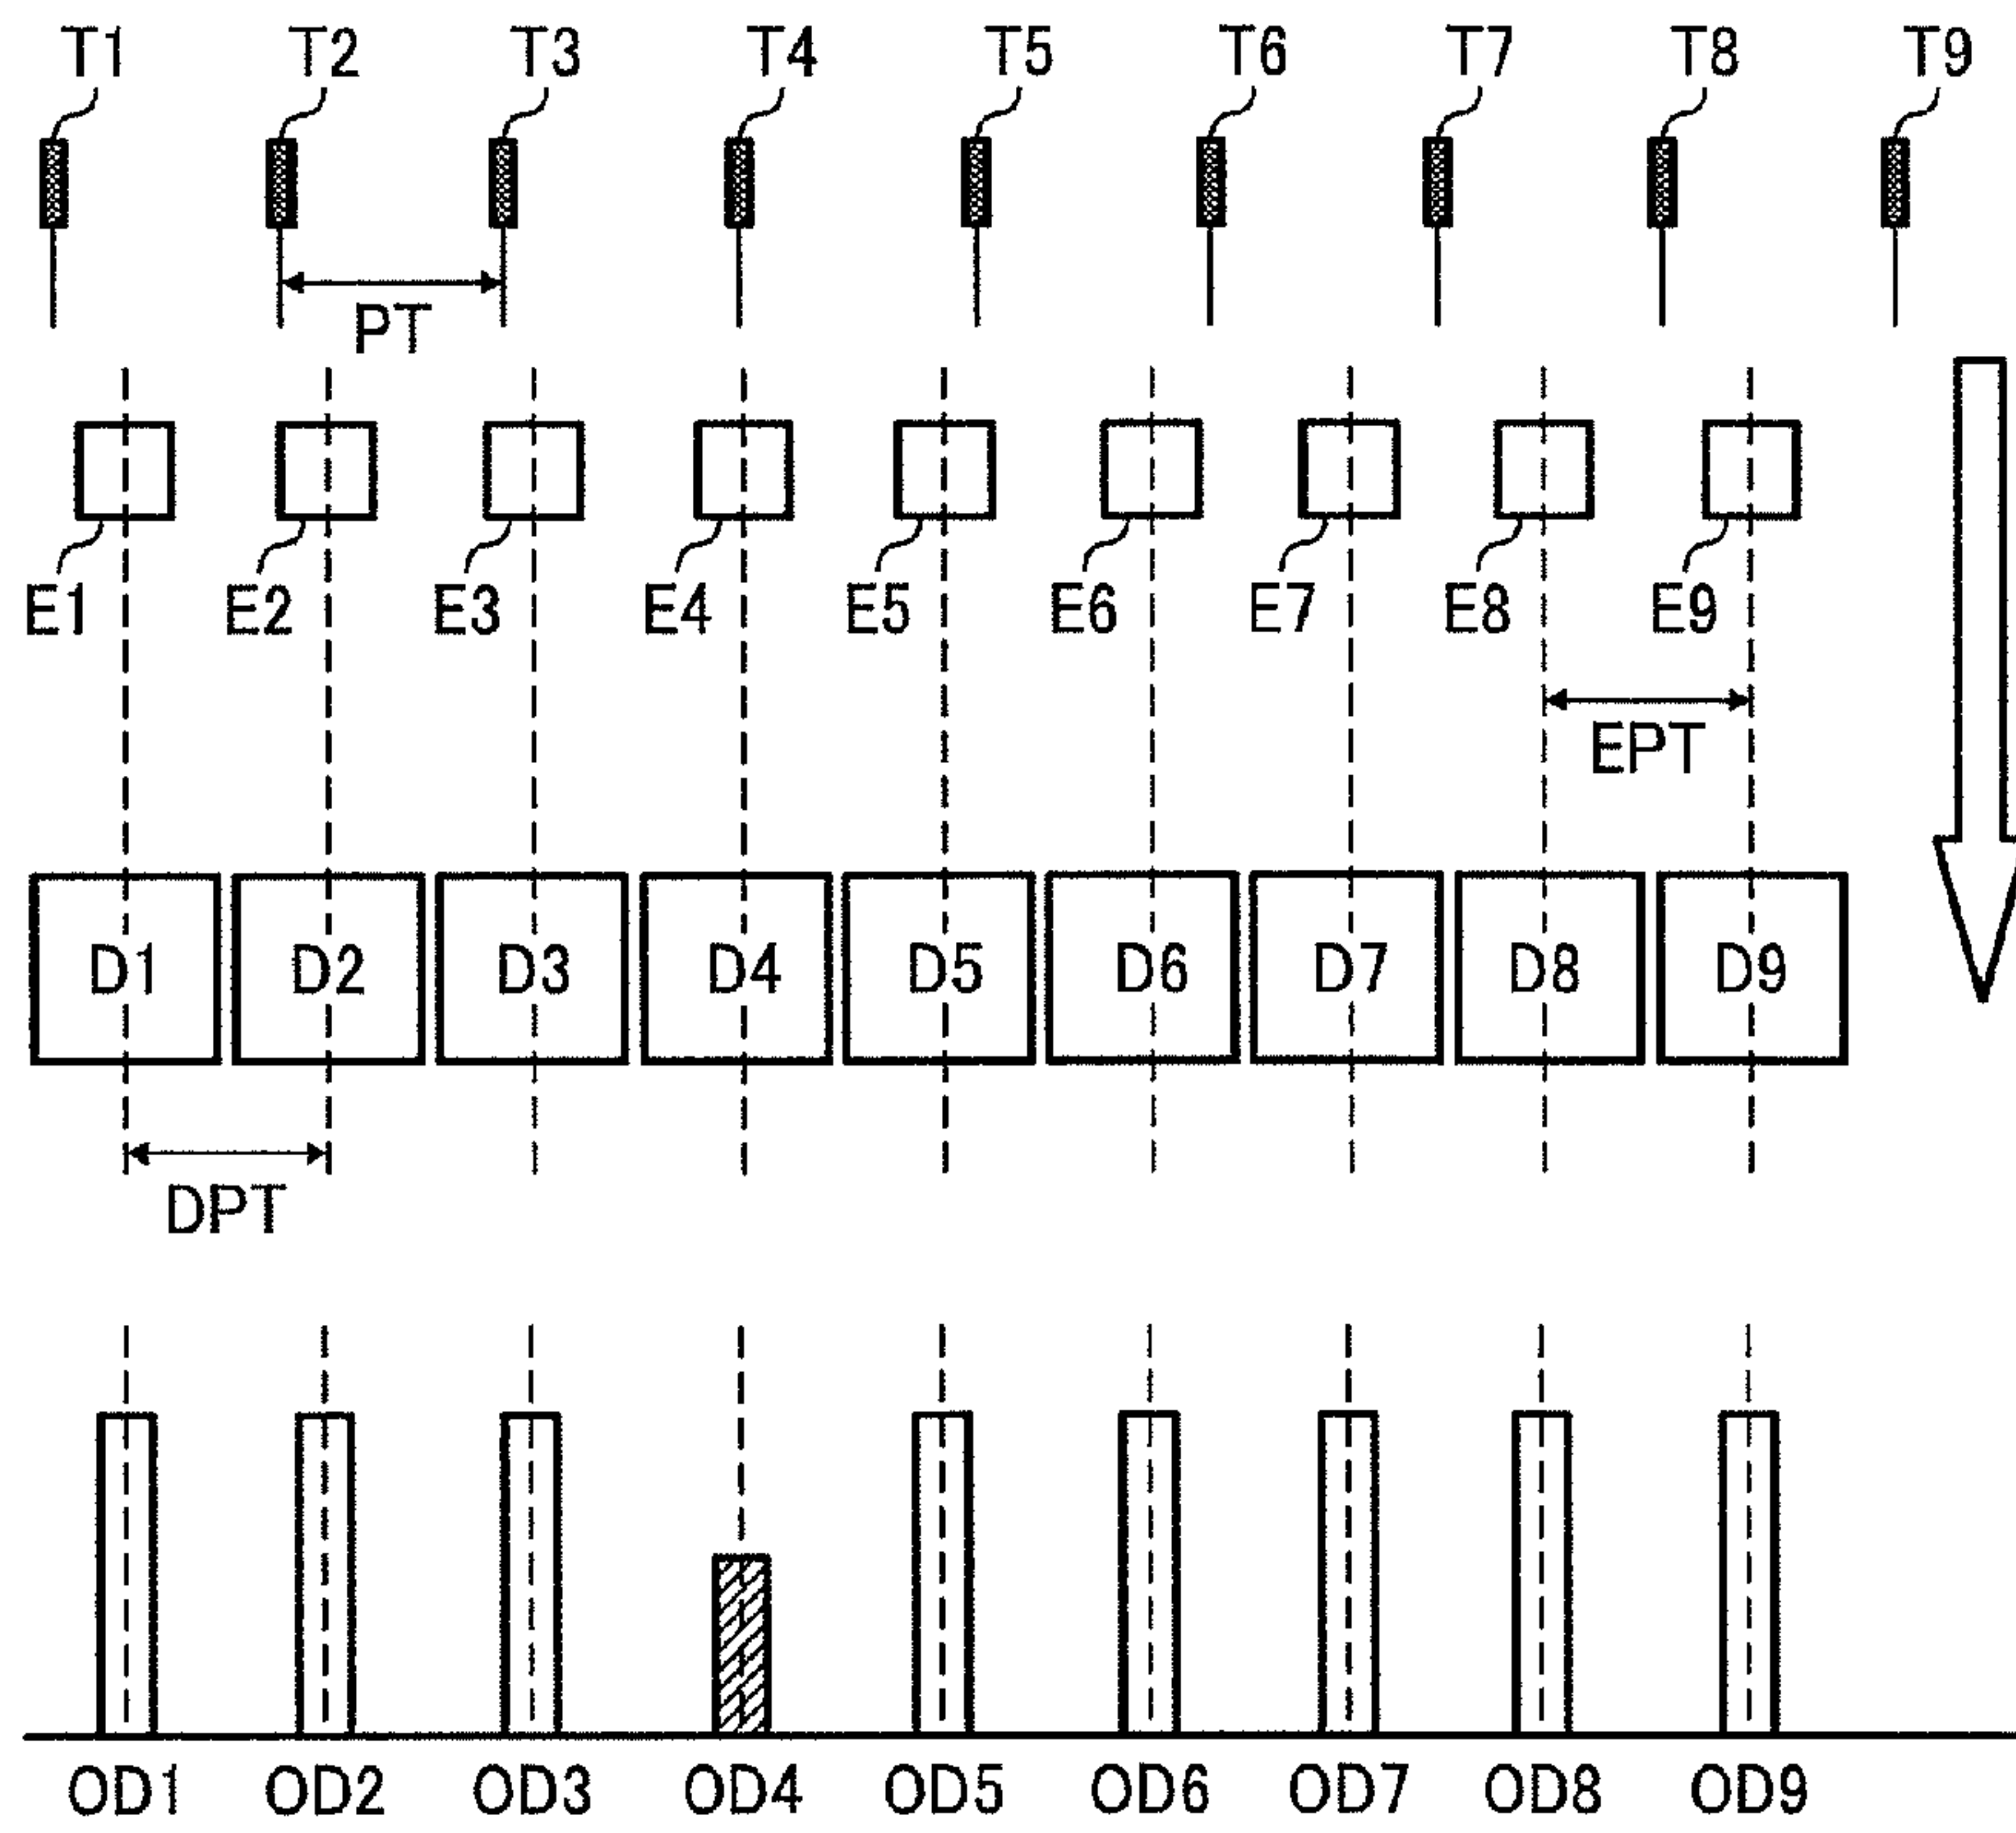 T1 T2 T3 T4 T5 T6 T7 T8 T9
PT
E1 E2 E3 E4 E5 E6 E7 E8 E9
EPT
D1 D2 D3 D4 D5 D6 D7 D8 D9
DPT
OD1 OD2 OD3 OD4 OD5 OD6 OD7 OD8 OD9